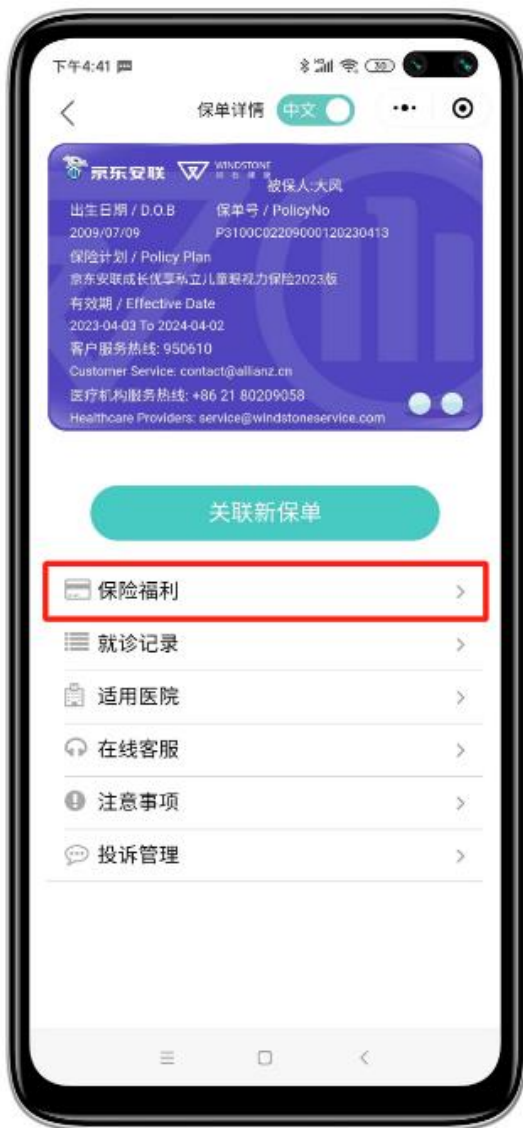 下午4:41
30
保单详情 中文
京东安联 WINDSTONE
被保人:大风
出生日期 / D.O.B 保单号 / PolicyNo
2009/07/09 P3100C02209000120230413
保险计划 / Policy Plan
京东安联成长优享私立儿童眼视力保险2023版
有效期 / Effective Date
2023-04-03 To 2024-04-02
客户服务热线: 950610
Customer Service: contact@allianz.cn
医疗机构服务热线: +86 21 80209058
Healthcare Providers: service@windstoneservice.com
关联新保单
保险福利
就诊记录
适用医院
在线客服
注意事项
投诉管理